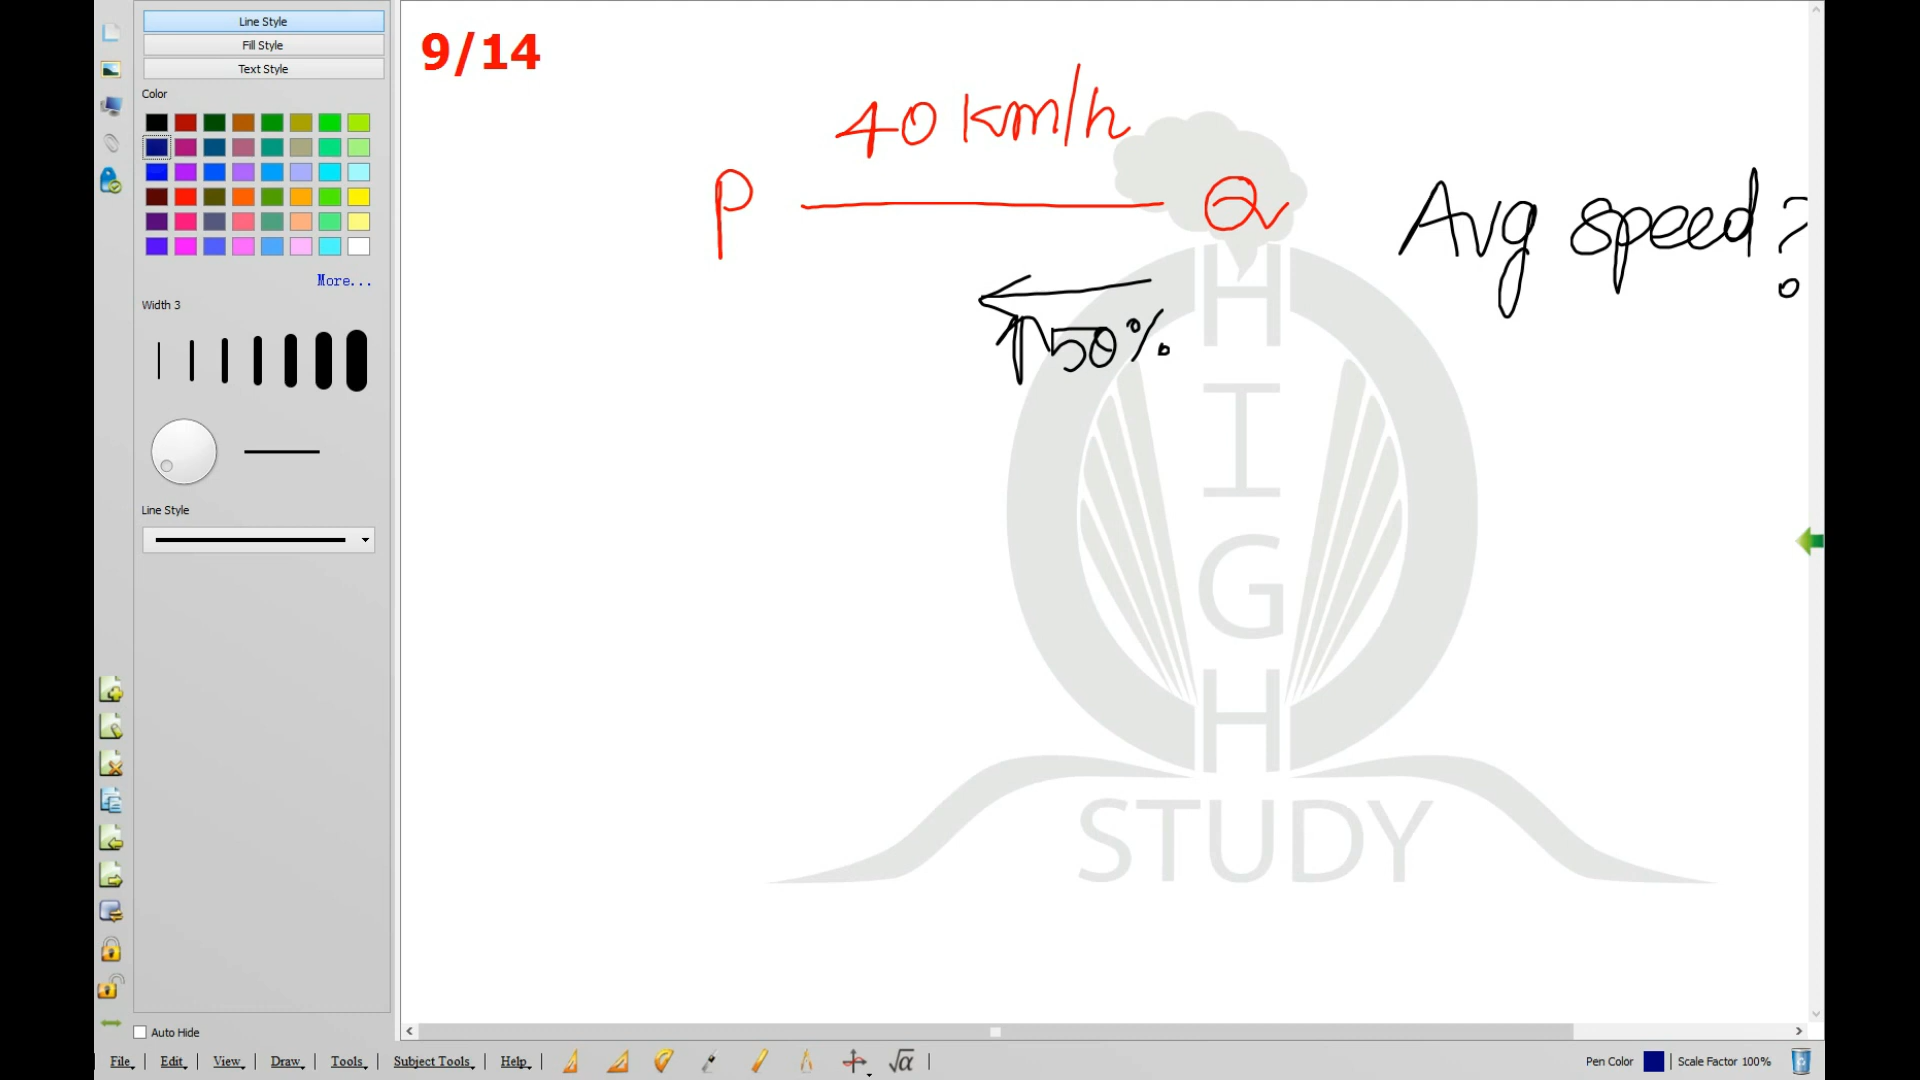 Line Style
Fill Style
Text Style
Color
More...
Width 3
Line Style
Auto Hide
9/14
40 km/h
P Q
Avg speed?
↑50%
HIGH
STUDY
File Edit View Draw Tools Subject Tools Help √α Pen Color Scale Factor 100%